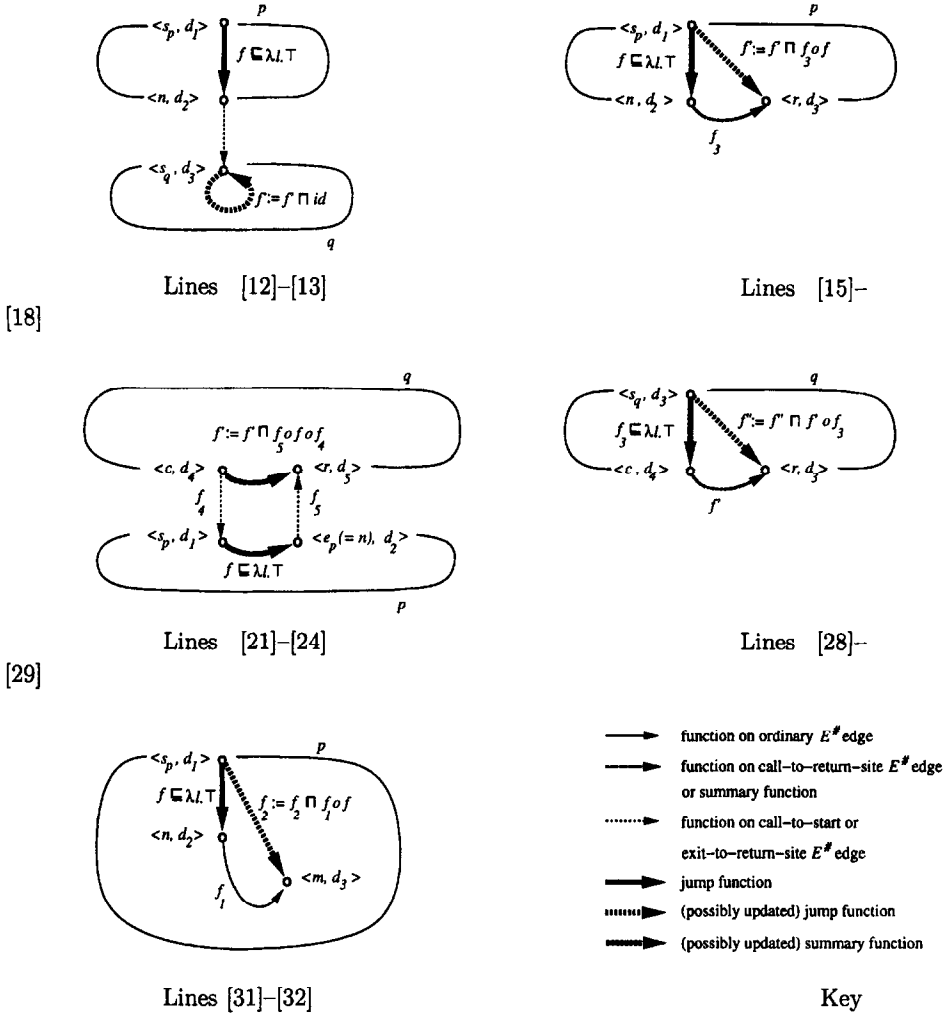 p
<s_p, d_1>
f ⊑ λl.⊤
<n, d_2>
<s_q, d_3>
f' := f' ⊓ id
q
Lines [12]–[13]
p
<s_p, d_1>
f' := f' ⊓ f_3 o f
f ⊑ λl.⊤
<n, d_2>
<r, d_3>
f_3
Lines [15]–
[18]
q
f' := f' ⊓ f_5 o f o f_4
<c, d_4>
<r, d_5>
f_4
f_5
<s_p, d_1>
<e_p (= n), d_2>
f ⊑ λl.⊤
p
Lines [21]–[24]
q
<s_q, d_3>
f_3 ⊑ λl.⊤
f'' := f'' ⊓ f' o f_3
<c, d_4>
<r, d_3>
f'
Lines [28]–
[29]
p
<s_p, d_1>
f ⊑ λl.⊤
f_2 := f_2 ⊓ f_1 o f
<n, d_2>
<m, d_3>
f_1
Lines [31]–[32]
function on ordinary E# edge
function on call–to–return–site E# edge
or summary function
function on call–to–start or
exit–to–return–site E# edge
jump function
(possibly updated) jump function
(possibly updated) summary function
Key